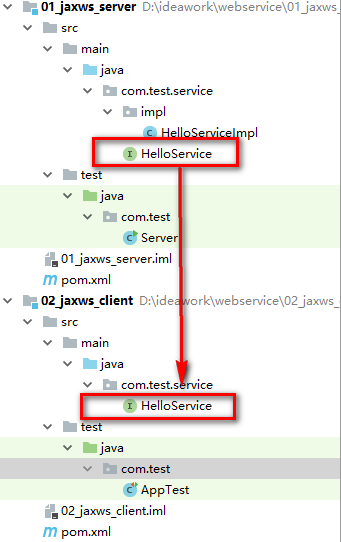 01_jaxws_server D:\ideawork\webservice\01_jaxws_
src
main
java
com.test.service
impl
HelloServiceImpl
HelloService
test
java
com.test
Server
01_jaxws_server.iml
pom.xml
02_jaxws_client D:\ideawork\webservice\02_jaxws_
src
main
java
com.test.service
HelloService
test
java
com.test
AppTest
02_jaxws_client.iml
pom.xml